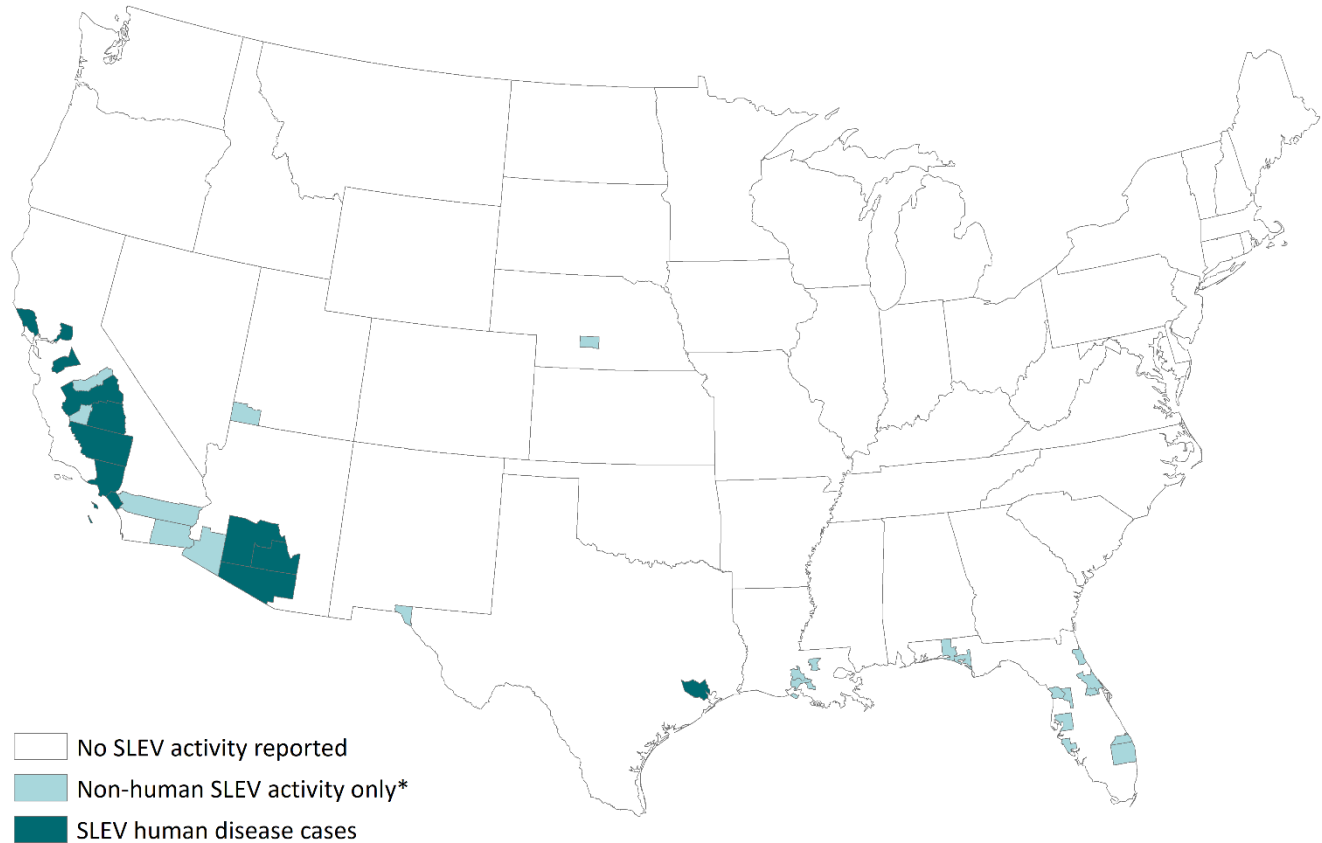 No SLEV activity reported
Non-human SLEV activity only*
SLEV human disease cases